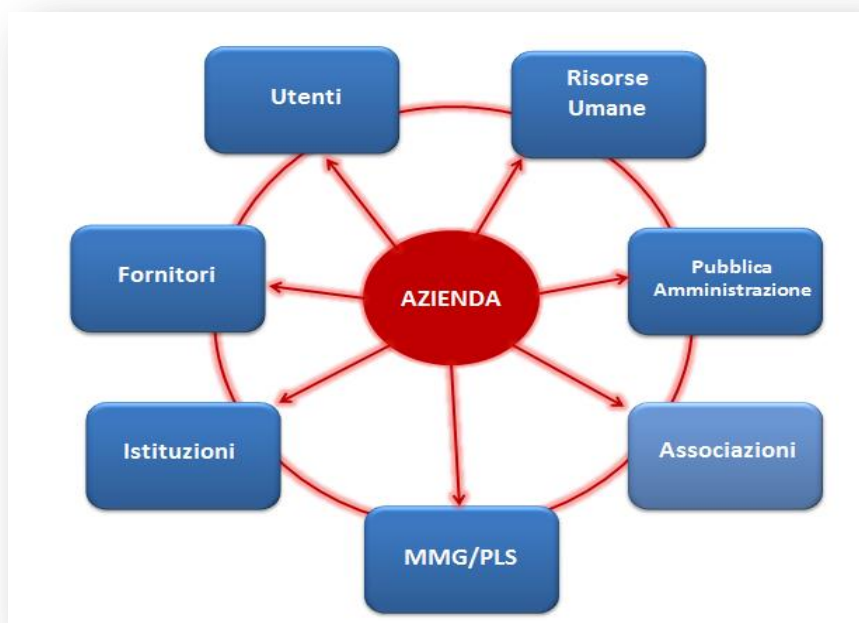 Utenti
Risorse
Umane
Fornitori
AZIENDA
Pubblica
Amministrazione
Istituzioni
Associazioni
MMG/PLS